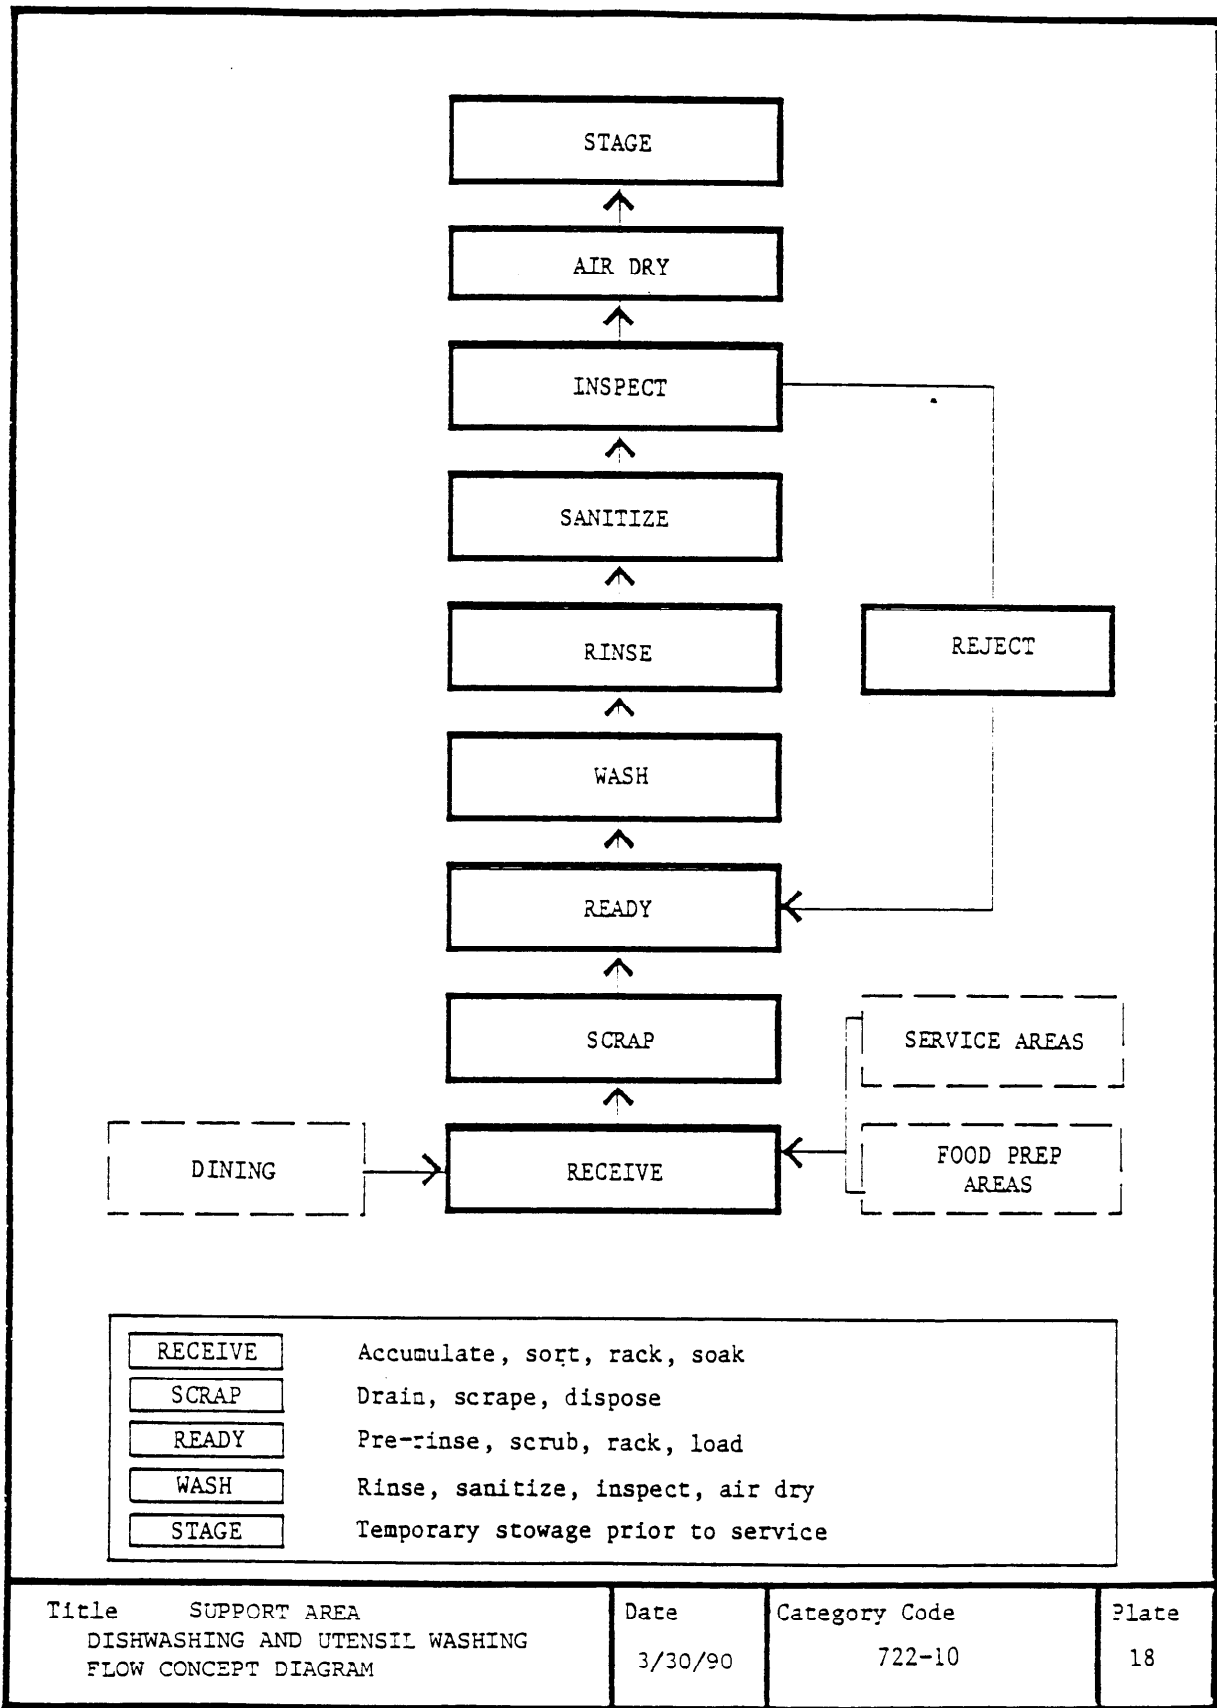 STAGE
AIR DRY
INSPECT
SANITIZE
RINSE
REJECT
WASH
READY
SCRAP
SERVICE AREAS
DINING
RECEIVE
FOOD PREP
AREAS
RECEIVE Accumulate, sort, rack, soak
SCRAP Drain, scrape, dispose
READY Pre-rinse, scrub, rack, load
WASH Rinse, sanitize, inspect, air dry
STAGE Temporary stowage prior to service
Title SUPPORT AREA
DISHWASHING AND UTENSIL WASHING
FLOW CONCEPT DIAGRAM
Date
3/30/90
Category Code
722-10
Plate
18